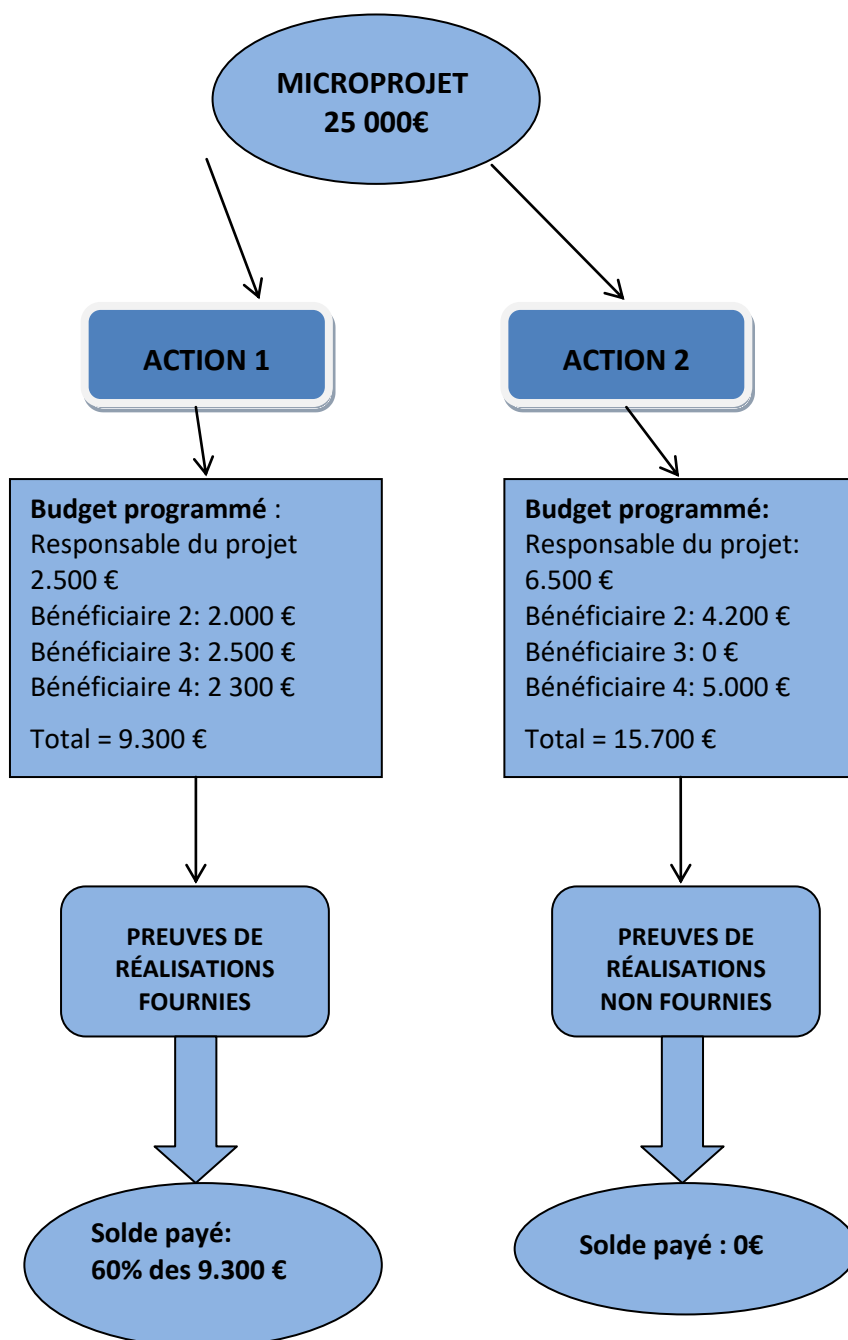 MICROPROJET
25 000€
ACTION 1
ACTION 2
Budget programmé :
Responsable du projet
2.500 €
Bénéficiaire 2: 2.000 €
Bénéficiaire 3: 2.500 €
Bénéficiaire 4: 2 300 €
Total = 9.300 €
Budget programmé:
Responsable du projet:
6.500 €
Bénéficiaire 2: 4.200 €
Bénéficiaire 3: 0 €
Bénéficiaire 4: 5.000 €
Total = 15.700 €
PREUVES DE
RÉALISATIONS
FOURNIES
PREUVES DE
RÉALISATIONS
NON FOURNIES
Solde payé:
60% des 9.300 €
Solde payé : 0€